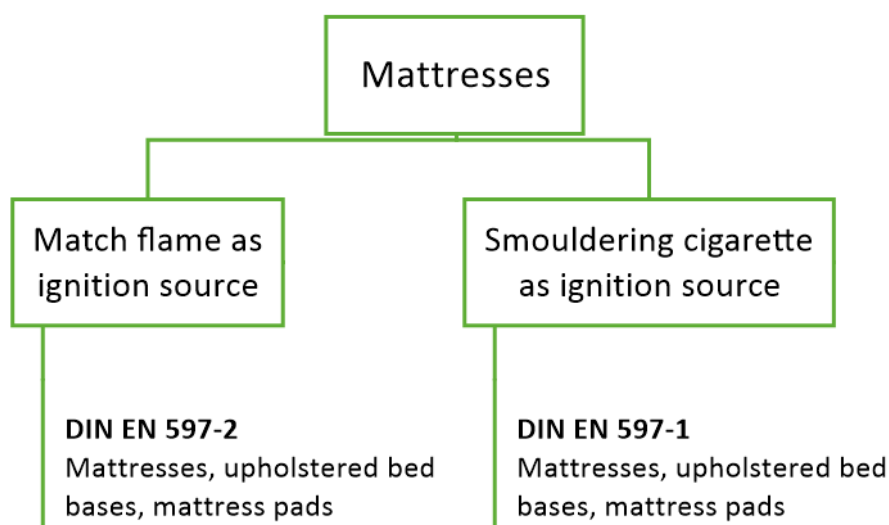 Mattresses
Match flame as
ignition source
Smouldering cigarette
as ignition source
DIN EN 597-2
Mattresses, upholstered bed
bases, mattress pads
DIN EN 597-1
Mattresses, upholstered bed
bases, mattress pads